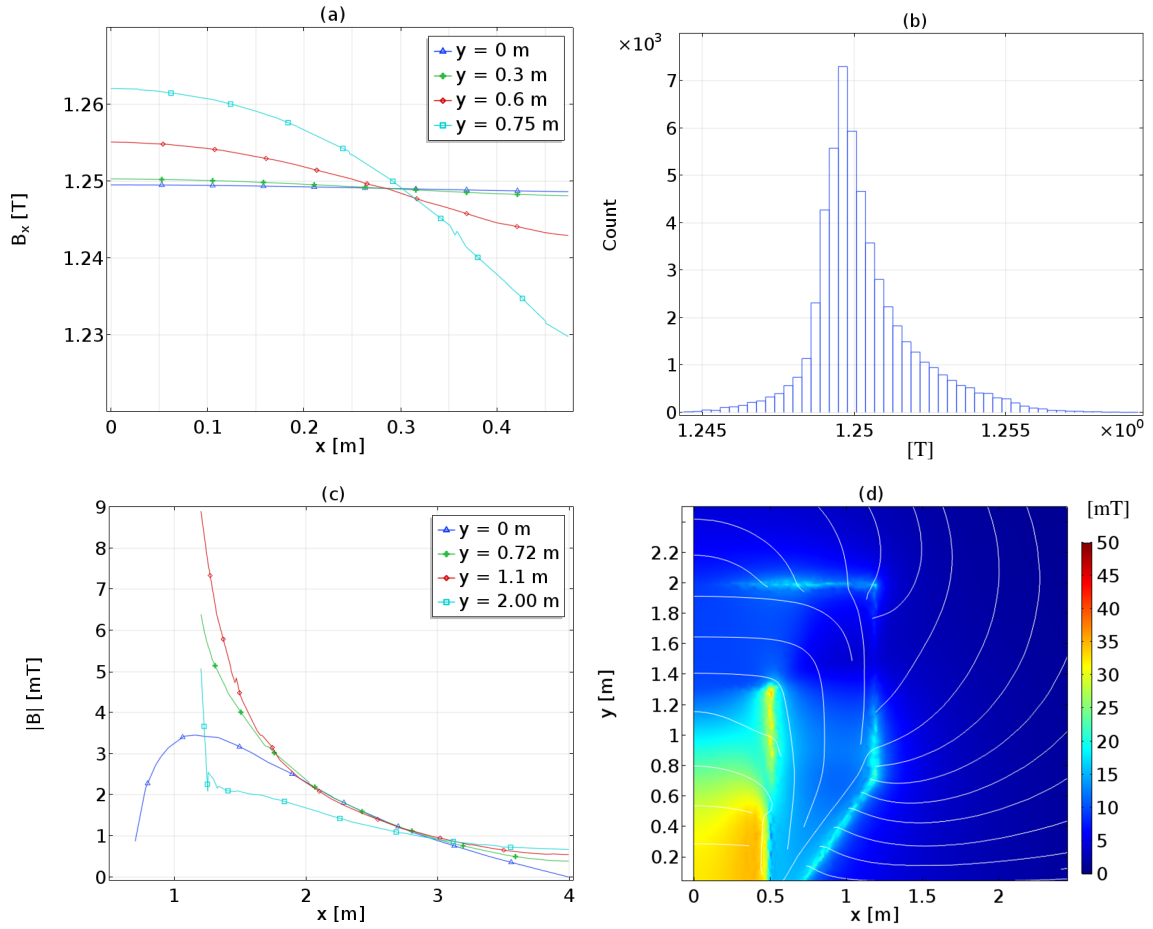 (a)
y = 0 m
y = 0.3 m
y = 0.6 m
y = 0.75 m
1.26
1.25
1.24
1.23
Bx [T]
0 0.1 0.2 0.3 0.4
x [m]
(b)
×10³
7
6
5
4
3
2
1
0
Count
1.245 1.25 1.255 ×10⁰
[T]
(c)
y = 0 m
y = 0.72 m
y = 1.1 m
y = 2.00 m
9
8
7
6
5
4
3
2
1
0
|B| [mT]
1 2 3 4
x [m]
(d)
[mT]
2.2
2
1.8
1.6
1.4
1.2
1
0.8
0.6
0.4
0.2
y [m]
0 0.5 1 1.5 2
x [m]
50
45
40
35
30
25
20
15
10
5
0